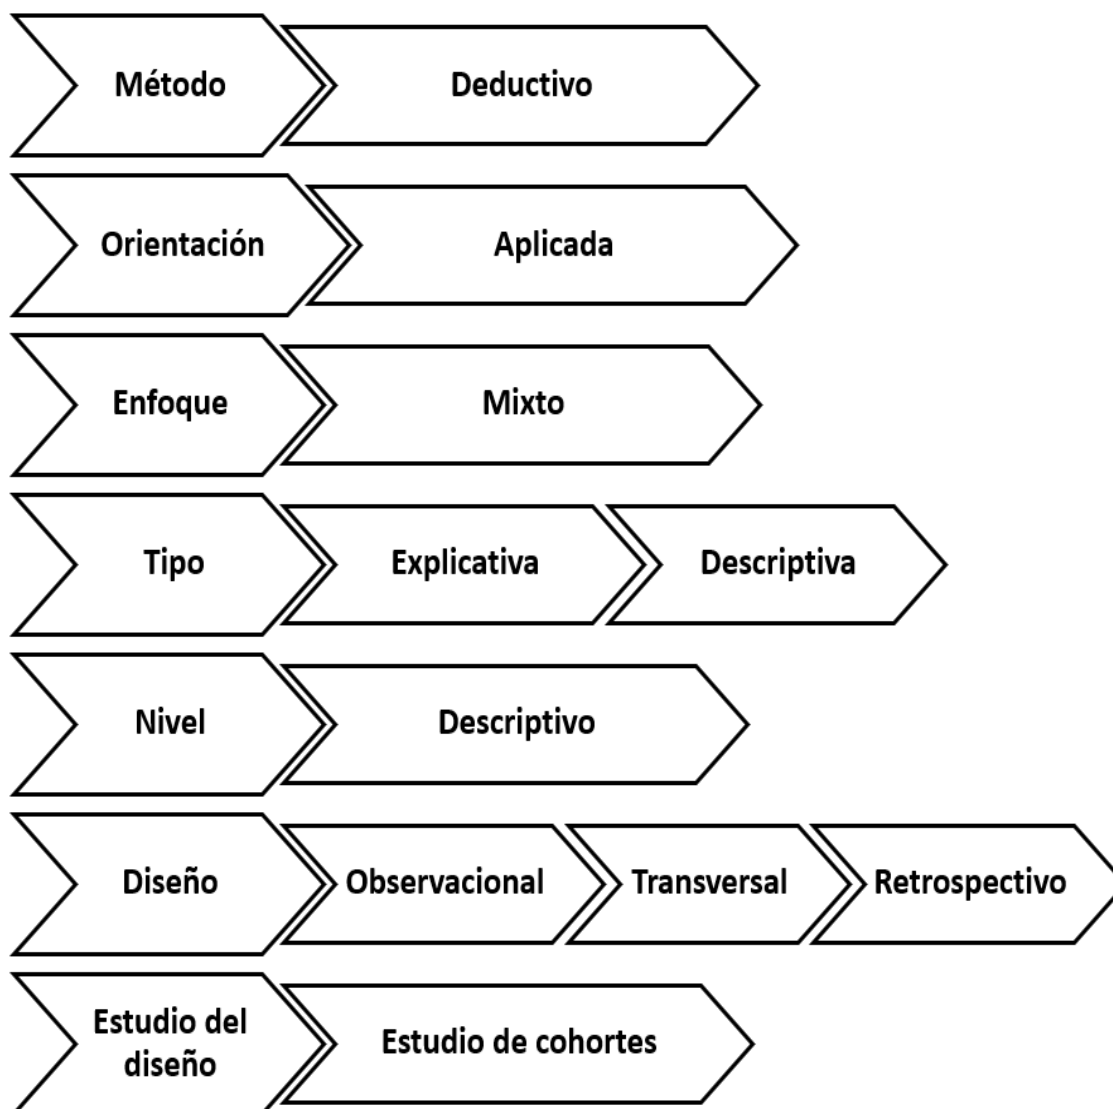 Método
Deductivo
Orientación
Aplicada
Enfoque
Mixto
Tipo
Explicativa
Descriptiva
Nivel
Descriptivo
Diseño
Observacional
Transversal
Retrospectivo
Estudio del
diseño
Estudio de cohortes